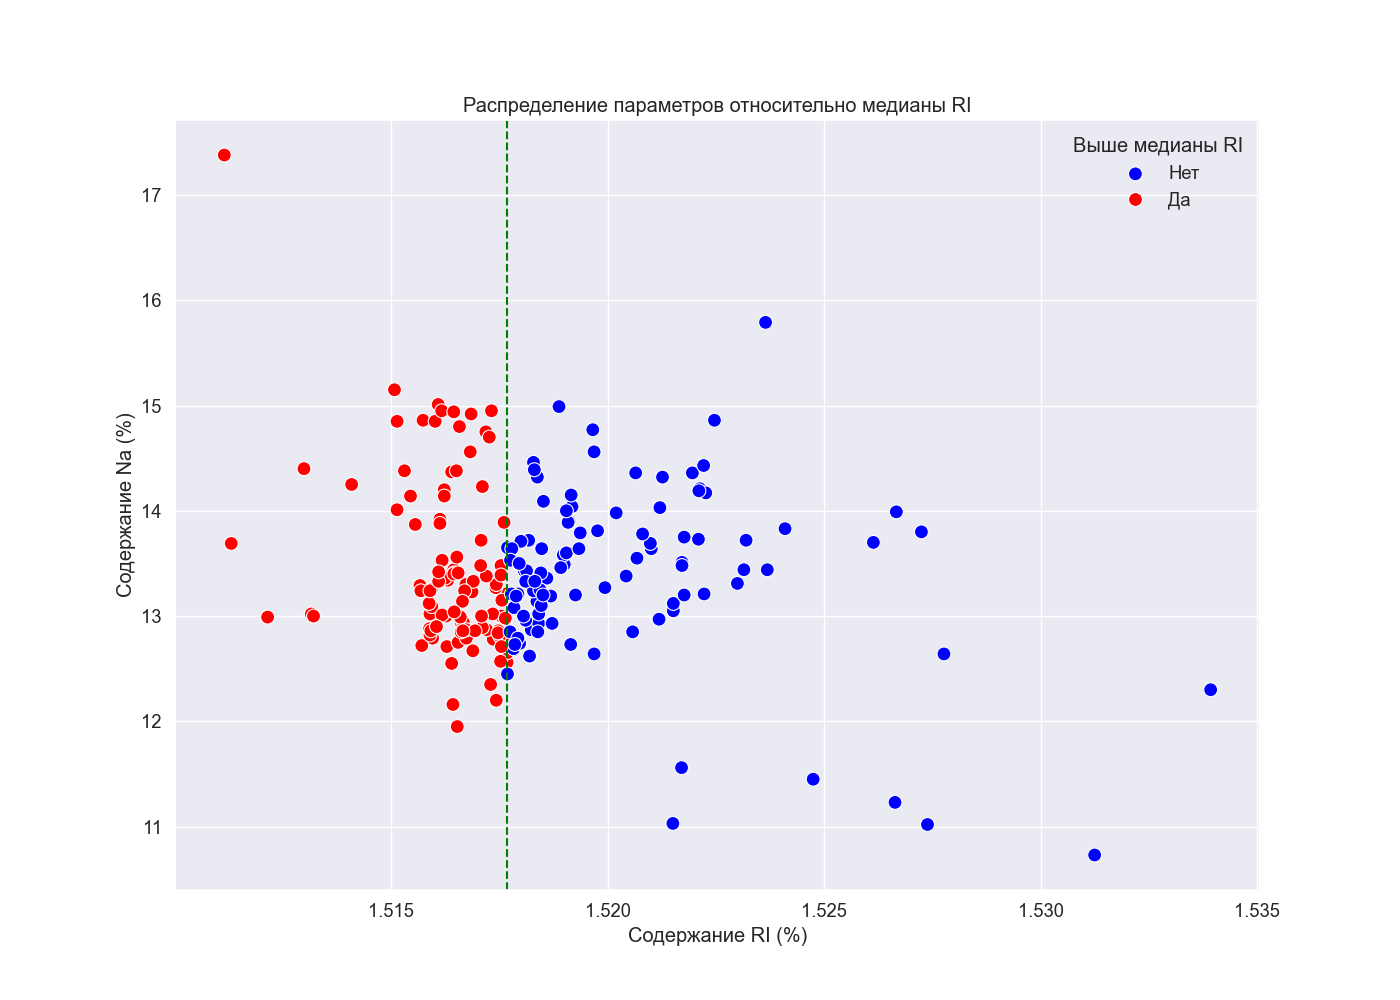 Распределение параметров относительно медианы RI
Выше медианы RI
Нет
Да
17
16
15
14
13
12
11
Содержание Na (%)
1.515
1.520
1.525
1.530
1.535
Содержание RI (%)